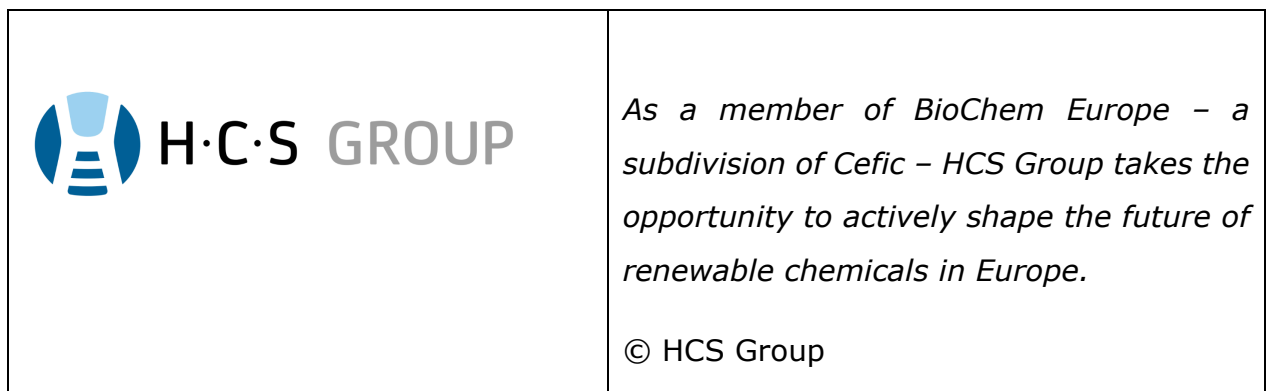 H·C·S GROUP
As a member of BioChem Europe – a
subdivision of Cefic – HCS Group takes the
opportunity to actively shape the future of
renewable chemicals in Europe.
© HCS Group